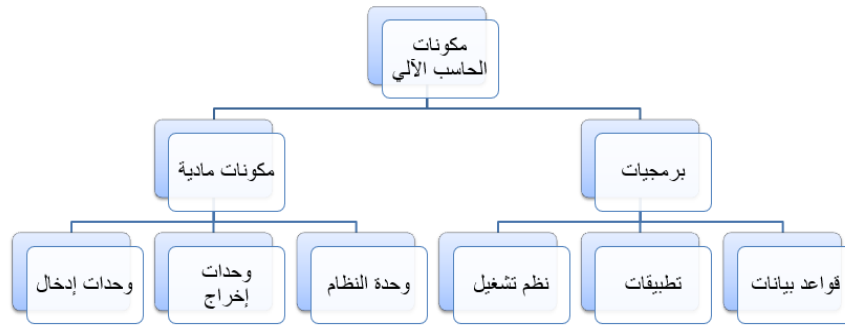 مكونات
الحاسب الآلي
برمجيات
مكونات مادية
قواعد بيانات
تطبيقات
نظم تشغيل
وحدة النظام
وحدات
إخراج
وحدات إدخال